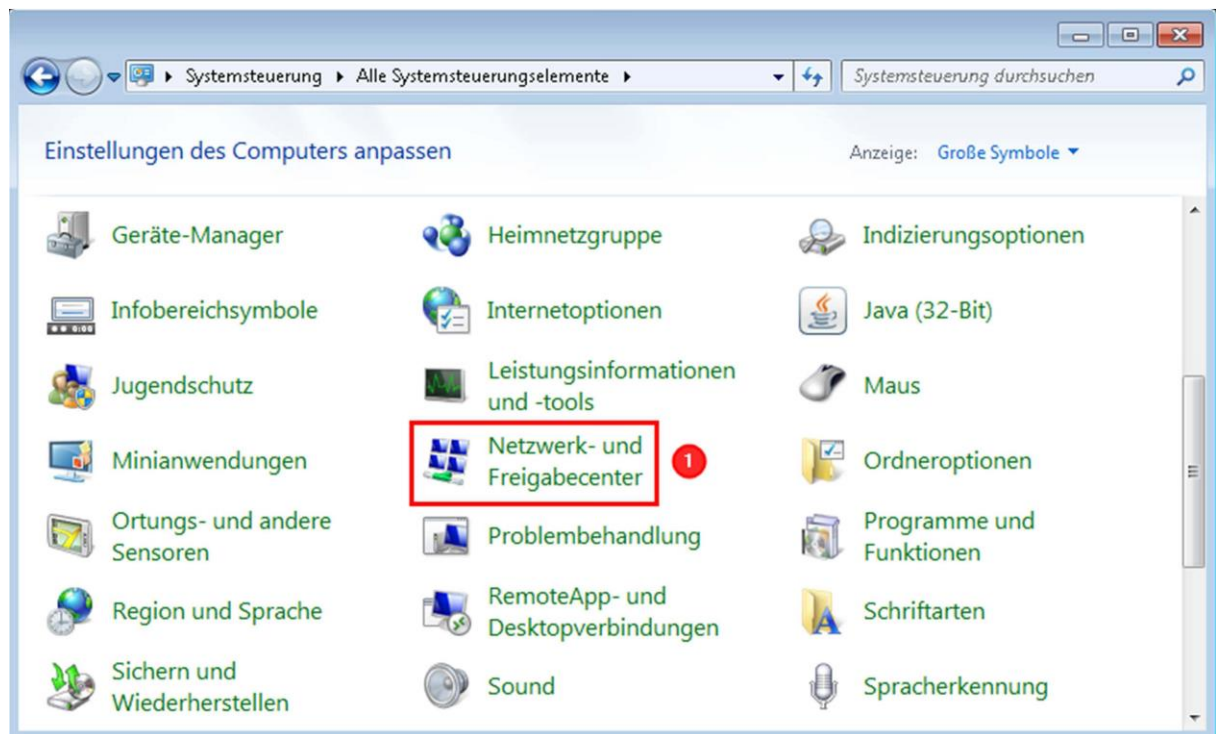 Systemsteuerung Alle Systemsteuerungselemente
Systemsteuerung durchsuchen
Einstellungen des Computers anpassen
Anzeige: Große Symbole
Geräte-Manager
Heimnetzgruppe
Indizierungsoptionen
Infobereichsymbole
Internetoptionen
Java (32-Bit)
Jugendschutz
Leistungsinformationen
und -tools
Maus
Minianwendungen
Netzwerk- und
Freigabecenter
1
Ordneroptionen
Ortungs- und andere
Sensoren
Problembehandlung
Programme und
Funktionen
Region und Sprache
RemoteApp- und
Desktopverbindungen
Schriftarten
Sichern und
Wiederherstellen
Sound
Spracherkennung